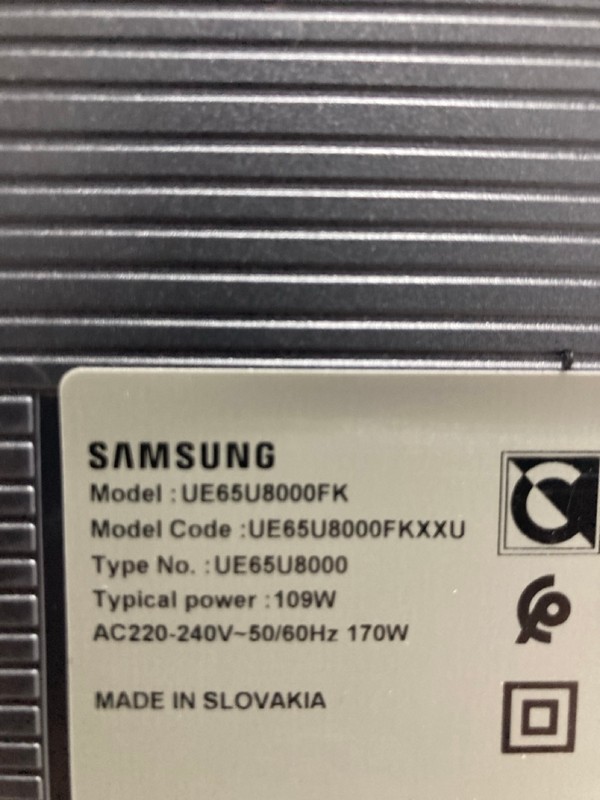 SAMSUNG
Model : UE65U8000FK
Model Code :UE65U8000FKXXU
Type No. :UE65U8000
Typical power :109W
AC220-240V~50/60Hz 170W
MADE IN SLOVAKIA